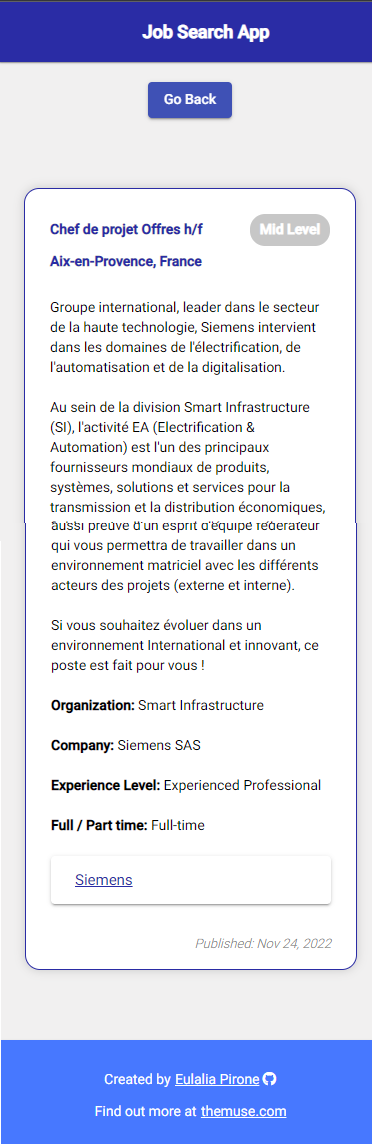 Job Search App
Go Back
Chef de projet Offres h/f
Mid Level
Aix-en-Provence, France
Groupe international, leader dans le secteur
de la haute technologie, Siemens intervient
dans les domaines de l'électrification, de
l'automatisation et de la digitalisation.
Au sein de la division Smart Infrastructure
(SI), l'activité EA (Electrification &
Automation) est l'un des principaux
fournisseurs mondiaux de produits,
systèmes, solutions et services pour la
transmission et la distribution économiques,
aussi preuve d'un esprit d'équipe fédérateur
qui vous permettra de travailler dans un
environnement matriciel avec les différents
acteurs des projets (externe et interne).
Si vous souhaitez évoluer dans un
environnement International et innovant, ce
poste est fait pour vous !
Organization: Smart Infrastructure
Company: Siemens SAS
Experience Level: Experienced Professional
Full / Part time: Full-time
Siemens
Published: Nov 24, 2022
Created by Eulalia Pirone
Find out more at themuse.com